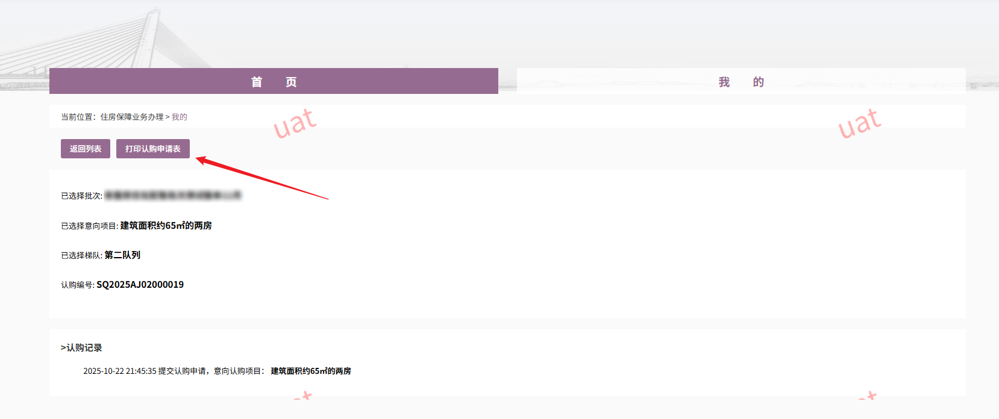 首 页
我 的
当前位置：住房保障业务办理 > 我的
uat
uat
返回列表
打印认购申请表
已选择批次:
已选择意向项目: 建筑面积约65㎡的两房
已选择梯队: 第二队列
认购编号: SQ2025AJ02000019
>认购记录
2025-10-22 21:45:35 提交认购申请，意向认购项目： 建筑面积约65㎡的两房